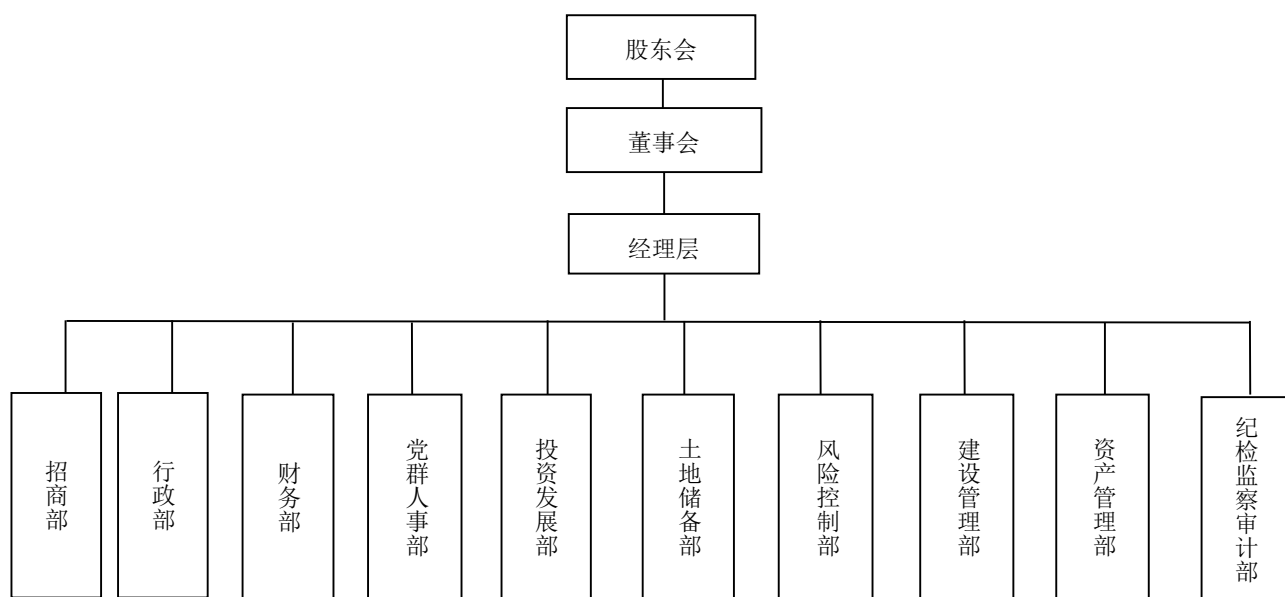 股东会
董事会
经理层
招商部
行政部
财务部
党群人事部
投资发展部
土地储备部
风险控制部
建设管理部
资产管理部
纪检监察审计部